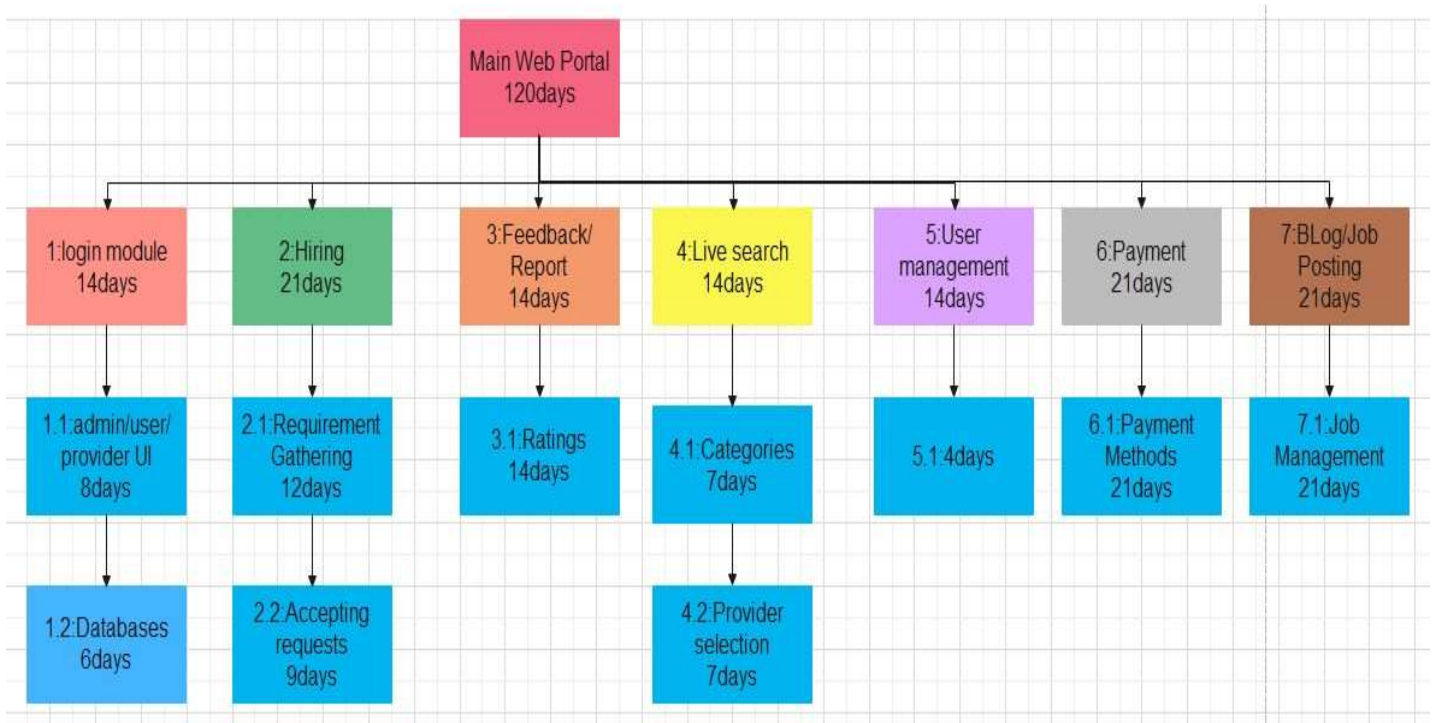 Main Web Portal
120days
1:login module
14days
2:Hiring
21days
3:Feedback/
Report
14days
4:Live search
14days
5:User
management
14days
6:Payment
21days
7:BLog/Job
Posting
21days
1.1:admin/user/
provider UI
8days
2.1:Requirement
Gathering
12days
3.1:Ratings
14days
4.1:Categories
7days
5.1:4days
6.1:Payment
Methods
21days
7.1:Job
Management
21days
1.2:Databases
6days
2.2:Accepting
requests
9days
4.2:Provider
selection
7days